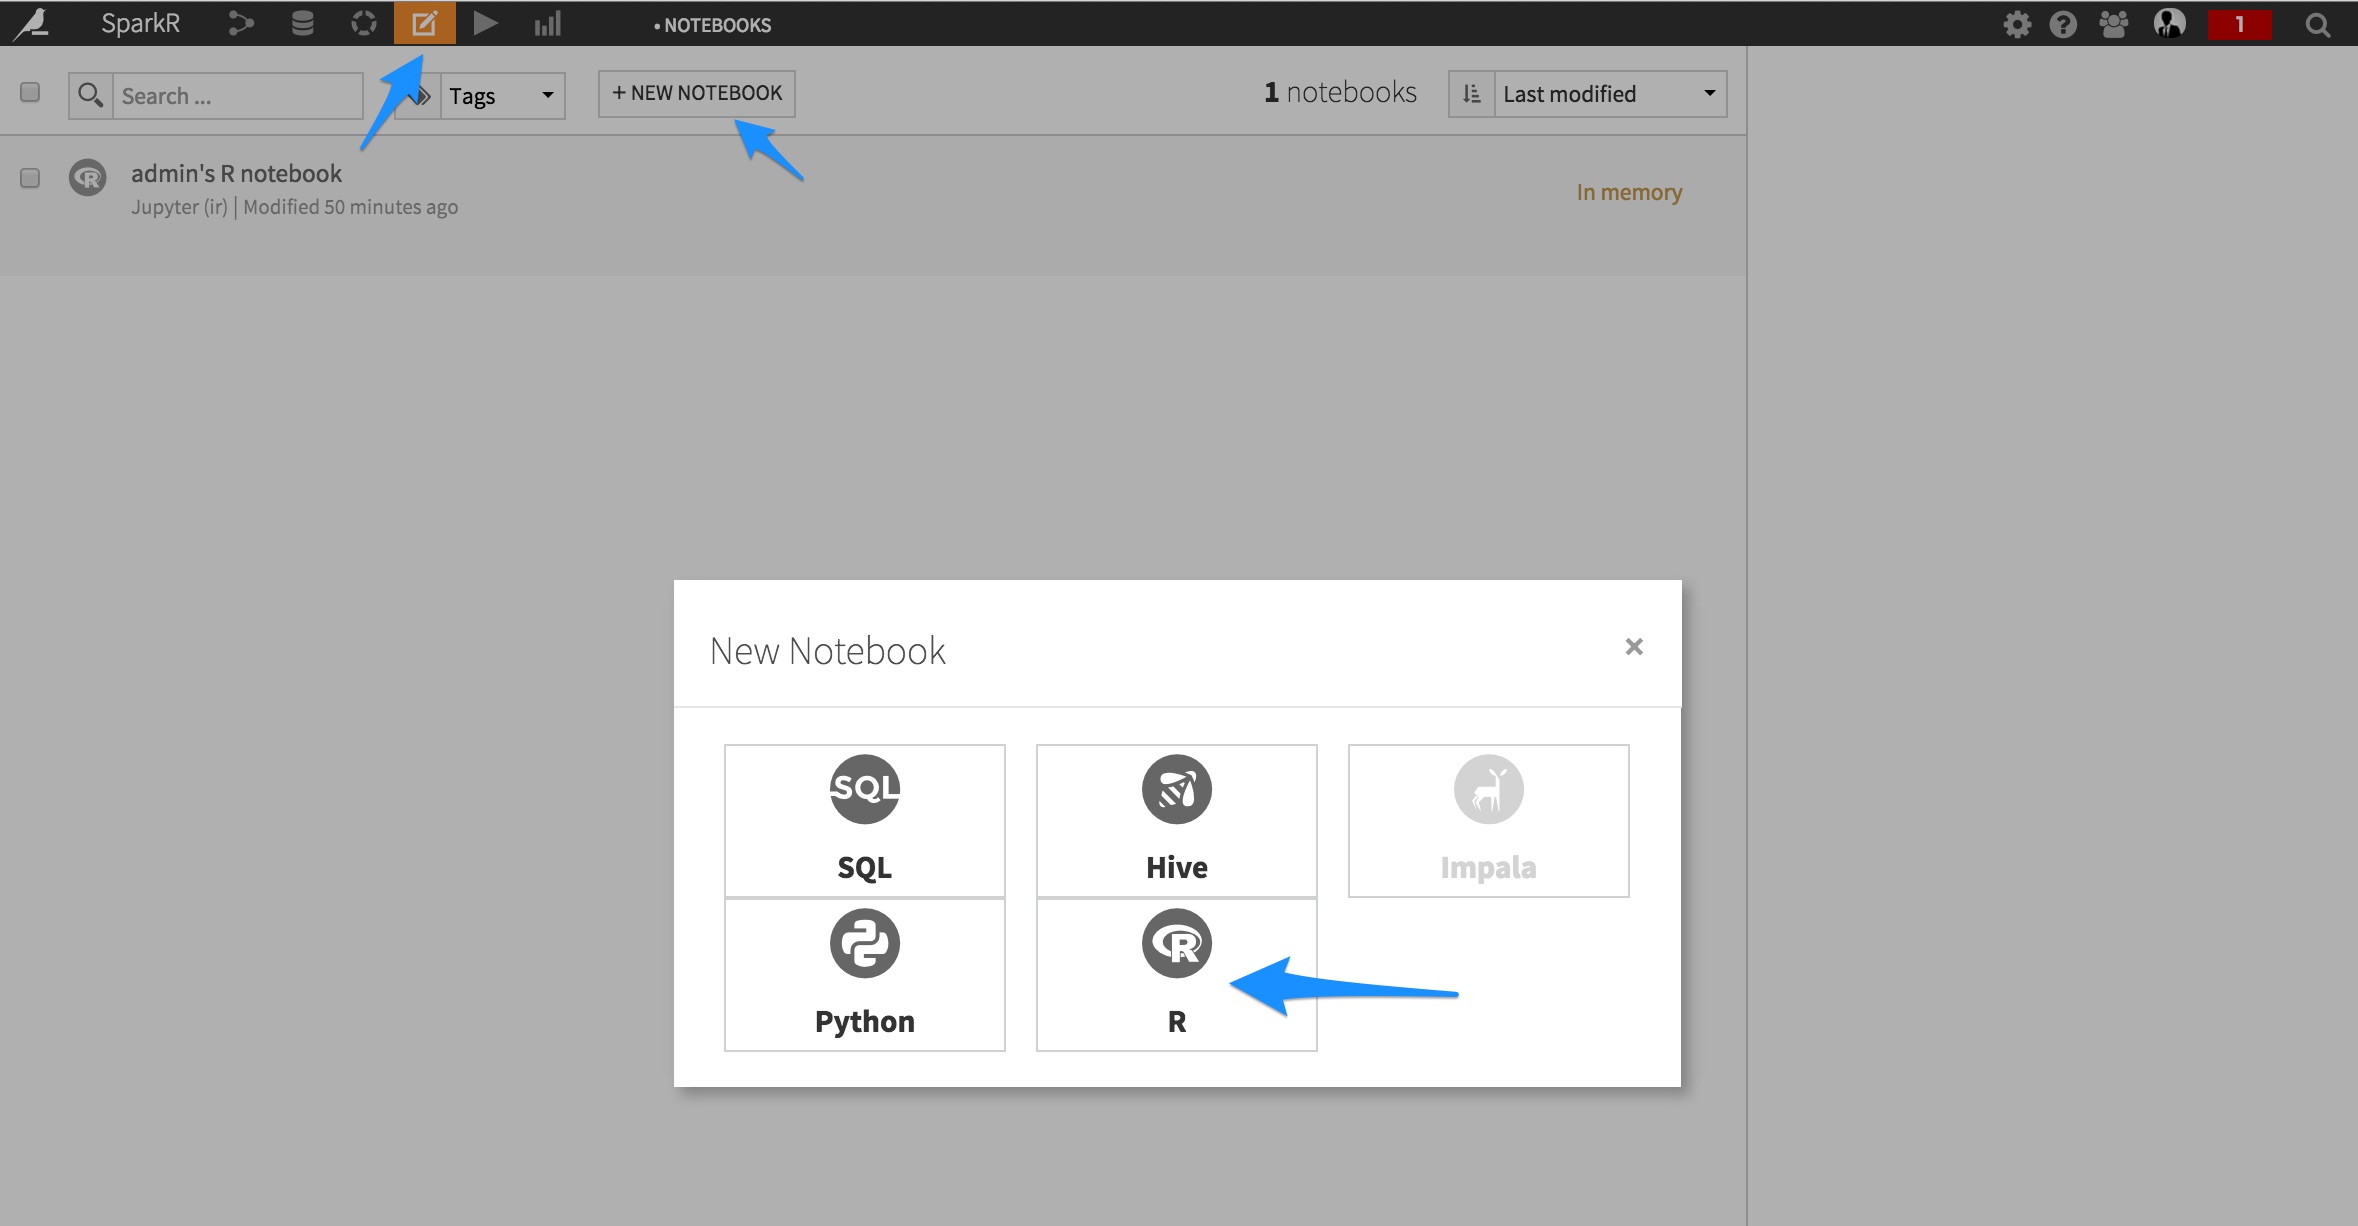 SparkR
• NOTEBOOKS
1
Search ...
Tags
+ NEW NOTEBOOK
1 notebooks
Last modified
admin's R notebook
Jupyter (ir) | Modified 50 minutes ago
In memory
New Notebook
×
SQL
SQL
Hive
Impala
Python
R
R